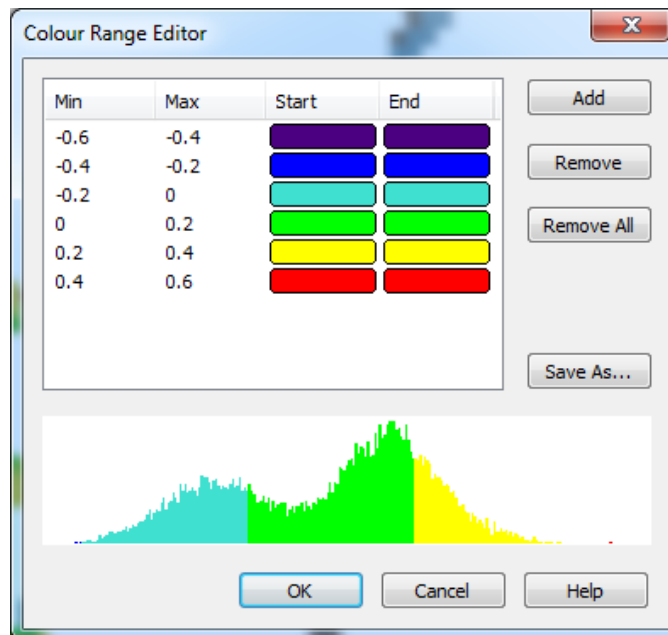 Colour Range Editor
Min Max Start End
-0.6 -0.4
-0.4 -0.2
-0.2 0
0 0.2
0.2 0.4
0.4 0.6
Add
Remove
Remove All
Save As...
OK Cancel Help